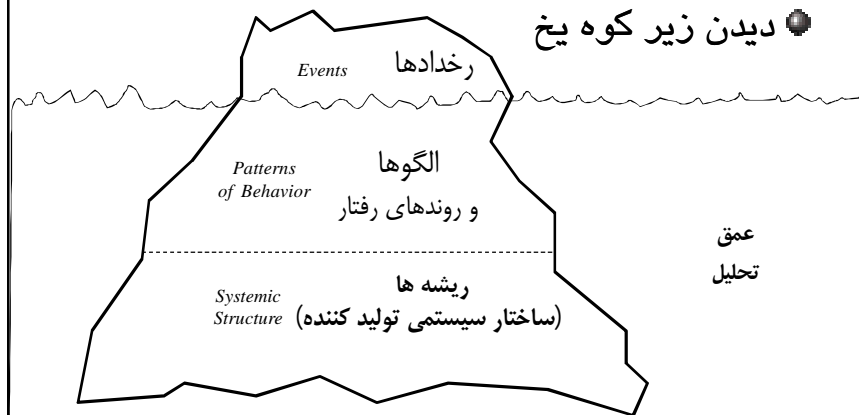 دیدن زیر کوه یخ
رخدادها
Events
الگوها
و روندهای رفتار
Patterns
of Behavior
عمق
تحلیل
ریشه ها
(ساختار سیستمی تولید کننده)
Systemic
Structure